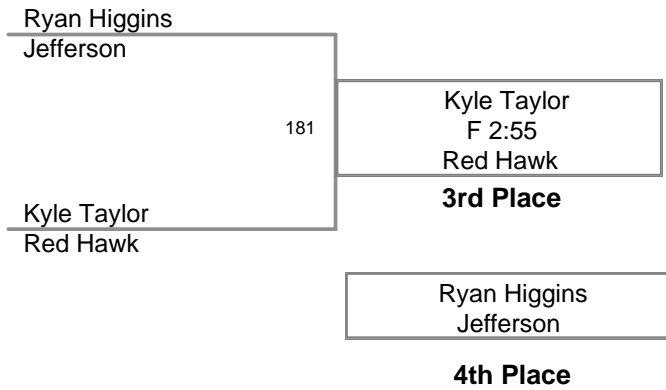 Ryan Higgins
Jefferson
181
Kyle Taylor
F 2:55
Red Hawk
3rd Place
Kyle Taylor
Red Hawk
Ryan Higgins
Jefferson
4th Place